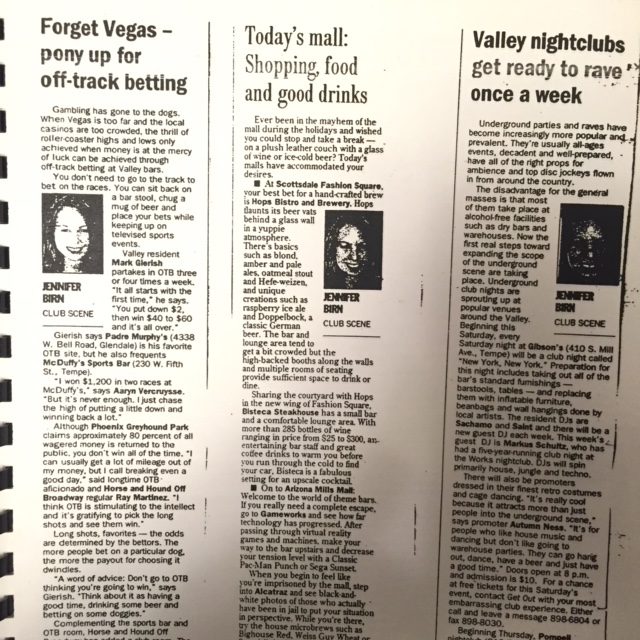 Forget Vegas –
pony up for
off-track betting
Gambling has gone to the dogs.
When Vegas is too far and the local
casinos are too crowded, the thrill of
roller-coaster highs and lows only
achieved when money is at the mercy
of luck can be achieved through
off-track betting at Valley bars.
You don't need to go to the track to
bet on the races. You can sit back on
a bar stool, chug a
mug of beer and
place your bets
while keeping up
on televised sports
events.
Valley resident
Mark Glerish
partakes in OTB three
or four times a week.
"It all starts with the
first time," he says.
"You put down $2,
then win $40 to $60
and it's all over."
JENNIFER
BIRN
CLUB SCENE
Gierish says Padre Murphy's (4338
W. Bell Road, Glendale) is his favorite
OTB site, but he also frequents
McDuffy's Sports Bar (230 W. Fifth
St., Tempe).
"I won $1,200 in two races at
McDuffy's," says Aaryn Vercruysse.
"But it's never enough. I just chase
the high of putting a little down and
winning back a lot."
Although Phoenix Greyhound Park
claims approximately 80 percent of all
wagered money is returned to the
public, you don't win all of the time. "I
can usually get a lot of mileage out of
my money, but I call breaking even a
good day," said longtime OTB
aficionado and Horse and Hound Off
Broadway regular Ray Martinez. "I
think OTB is stimulating to the intellect
and it's gratifying to pick the long
shots and see them win."
Long shots, favorites — the odds
are determined by the bettors. The
more people bet on a particular dog,
the more the payout for choosing it
dwindles.
"A word of advice: Don't go to OTB
thinking you're going to win," says
Gierish. "Think about it as having a
good time, drinking some beer and
betting on some doggies."
Complementing the sports bar and
OTB room, Horse and Hound Off
Today's mall:
Shopping, food
and good drinks
Ever been in the mayhem of the
mall during the holidays and wished
you could stop and take a break —
on a plush leather couch with a glass
of wine or ice-cold beer? Today's
malls have accommodated your
desires.
■ At Scottsdale Fashion Square,
your best bet for a hand-crafted brew
is Hops Bistro and Brewery. Hops
flaunts its beer vats
behind a glass wall
in a yuppie
atmosphere.
There's basics
such as blond,
amber and pale
ales, oatmeal stout
and Hefe-weizen,
and unique
creations such as
raspberry ice ale
and Doppelbock, a
classic German
beer. The bar and
lounge area tend to
JENNIFER
BIRN
CLUB SCENE
get a bit crowded but the
high-backed booths along the walls
and multiple rooms of seating
provide sufficient space to drink or
dine.
Sharing the courtyard with Hops
in the new wing of Fashion Square,
Bisteca Steakhouse has a small bar
and a comfortable lounge area. With
more than 285 bottles of wine
ranging in price from $25 to $300, an
entertaining bar staff and great
coffee drinks to warm you before
you run through the cold to find
your car, Bisteca is a fabulous
setting for an upscale cocktail.
■ On to Arizona Mills Mall:
Welcome to the world of theme bars.
If you really need a complete escape,
go to Gameworks and see how far
technology has progressed. After
passing through virtual reality
games and machines, make your
way to the bar upstairs and decrease
your tension level with a Classic
Pac-Man Punch or Sega Sunset.
When you begin to feel like
you're imprisoned by the mall, step
into Alcatraz and see black-and-
white photos of those who actually
have been in jail to put your situation
in perspective. While you're there,
try the house microbrews such as
Bighouse Red, Weiss Guy Wheat or
Valley nightclubs
get ready to rave
once a week
Underground parties and raves have
become increasingly more popular and
prevalent. They're usually all-ages
events, decadent and well-prepared,
have all of the right props for
ambience and top disc jockeys flown
in from around the country.
The disadvantage for the general
masses is that most
of them take place at
alcohol-free facilities
such as dry bars and
warehouses. Now the
first real steps toward
expanding the scope
of the underground
scene are taking
place. Underground
club nights are
sprouting up at
popular venues
around the Valley.
Beginning this
Saturday, every
JENNIFER
BIRN
CLUB SCENE
Saturday night at Gibson's (410 S. Mill
Ave., Tempe) will be a club night called
"New York, New York." Preparation for
this night includes taking out all of the
bar's standard furnishings —
barstools, tables — and replacing
them with inflatable furniture,
beanbags and wall hangings done by
local artists. The resident DJs are
Sachamo and Saint and there will be a
new guest DJ each week. This week's
guest DJ is Markus Schultz, who has
had a five-year-running club night at
the Works nightclub. DJs will spin
primarily house, jungle and techno.
There will also be promoters
dressed in their finest retro costumes
and cage dancing. "It's really cool
because it attracts more than just
people into the underground scene,"
says promoter Autumn Ness. "It's for
people who like house music and
dancing but don't like going to
warehouse parties. They can go hang
out, dance, have a beer and just have
a good time." Doors open at 8 p.m.
and admission is $10. For a chance
at free tickets for this Saturday's
event, contact Get Out with your most
embarrassing club experience. Either
call and leave a message 898-6804 or
fax 898-8030.
Beginning Thursday, Pompeii